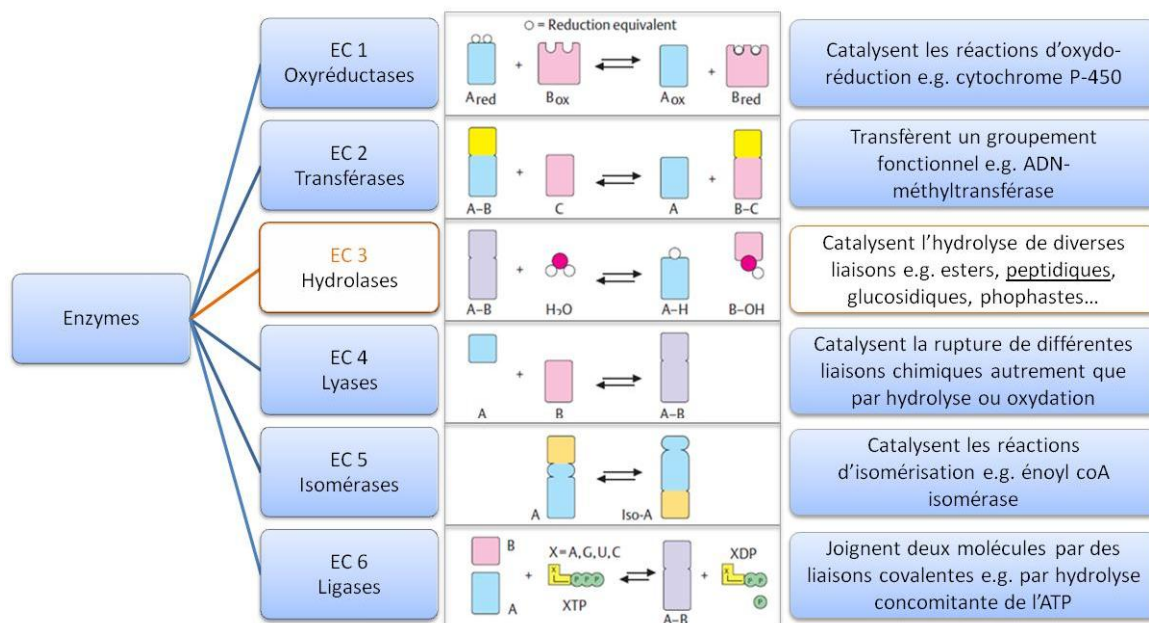 Enzymes
EC 1
Oxyréductases
= Reduction equivalent
+
+
Ared
Box
Aox
Bred
Catalysent les réactions d'oxydo-
réduction e.g. cytochrome P-450
EC 2
Transférases
+
+
A–B
C
A
B–C
Transfèrent un groupement
fonctionnel e.g. ADN-
méthyltransférase
EC 3
Hydrolases
+
A–B
H₂O
A–H
B–OH
Catalysent l'hydrolyse de diverses
liaisons e.g. esters, peptidiques,
glucosidiques, phophastes...
EC 4
Lyases
+
A
B
A–B
Catalysent la rupture de différentes
liaisons chimiques autrement que
par hydrolyse ou oxydation
EC 5
Isomérases
A
Iso-A
Catalysent les réactions
d'isomérisation e.g. énoyl coA
isomérase
EC 6
Ligases
B
X=A,G,U,C
XDP
+
X
P P P
+
X
P P
P
A
XTP
A–B
Joignent deux molécules par des
liaisons covalentes e.g. par hydrolyse
concomitante de l'ATP